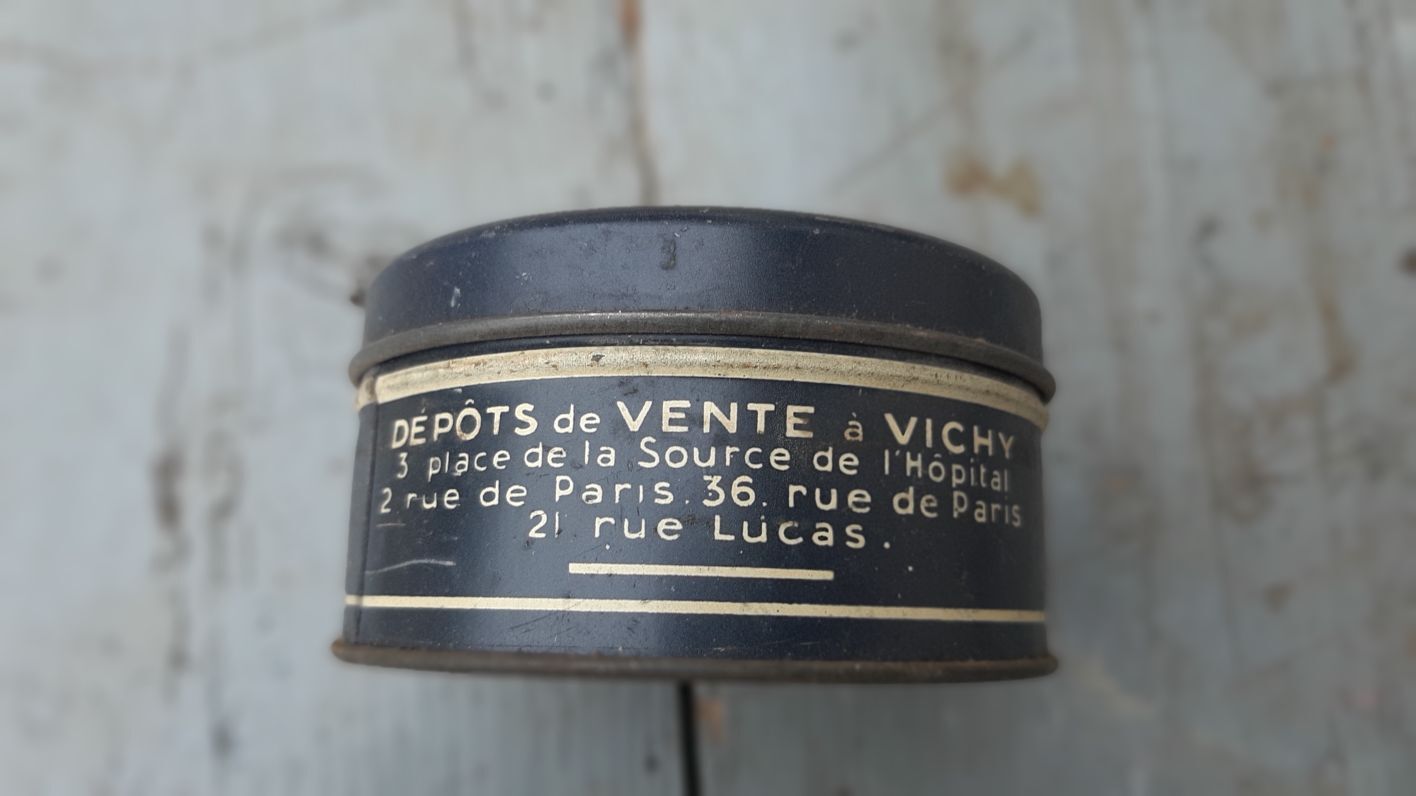 DÉPÔTS de VENTE à VICHY
3 place de la Source de l'Hôpital
2 rue de Paris. 36. rue de Paris
21 rue Lucas.